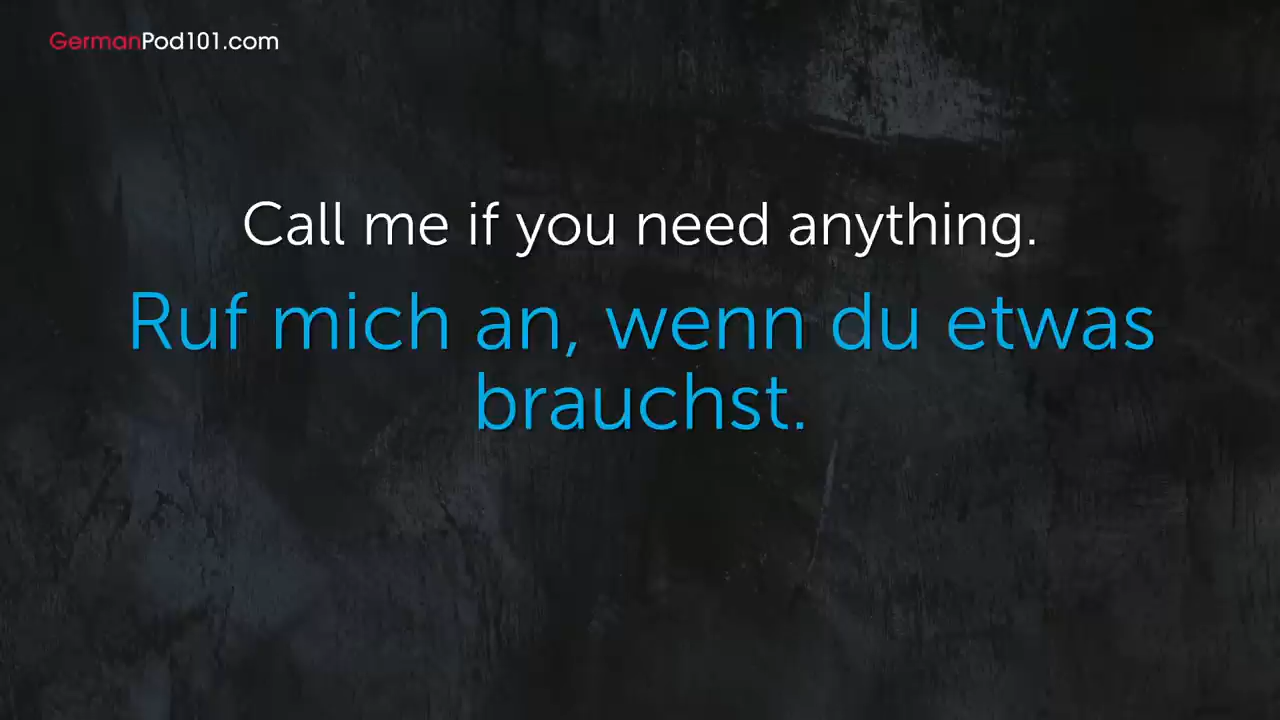 GermanPod101.com
Call me if you need anything.
Ruf mich an, wenn du etwas
brauchst.